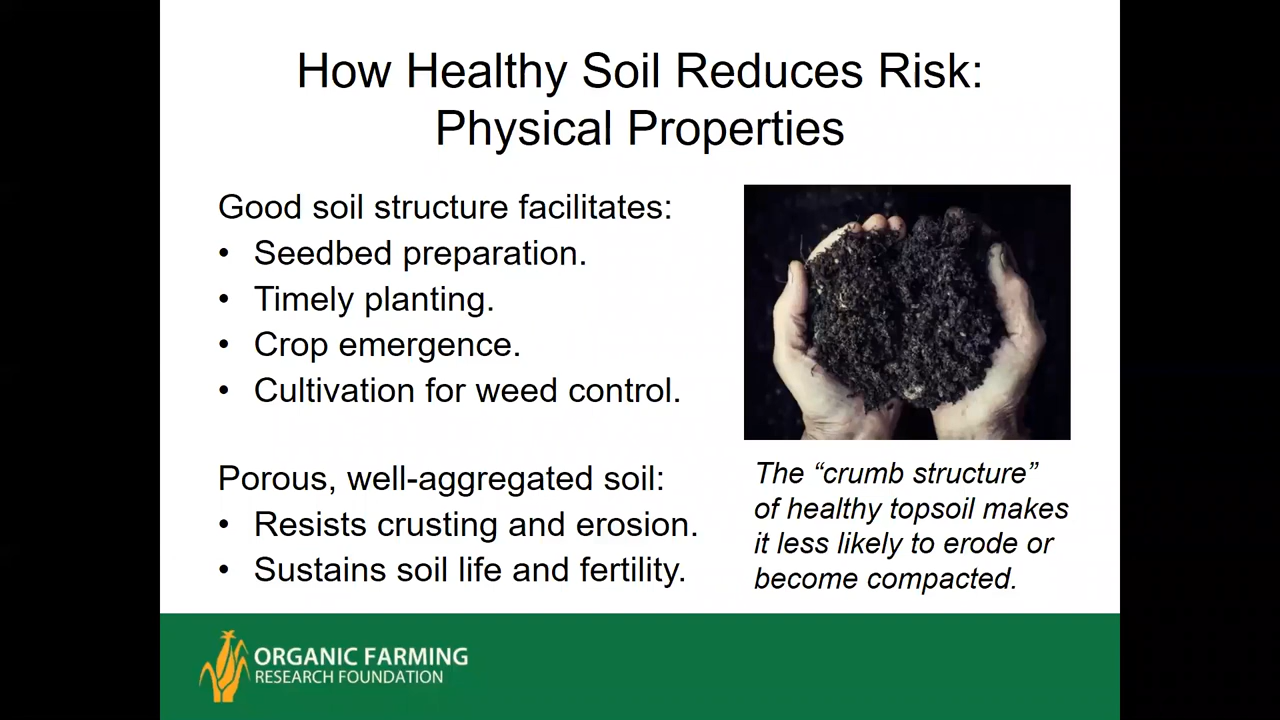 How Healthy Soil Reduces Risk:
Physical Properties
Good soil structure facilitates:
• Seedbed preparation.
• Timely planting.
• Crop emergence.
• Cultivation for weed control.
Porous, well-aggregated soil:
• Resists crusting and erosion.
• Sustains soil life and fertility.
The “crumb structure”
of healthy topsoil makes
it less likely to erode or
become compacted.
ORGANIC FARMING
RESEARCH FOUNDATION